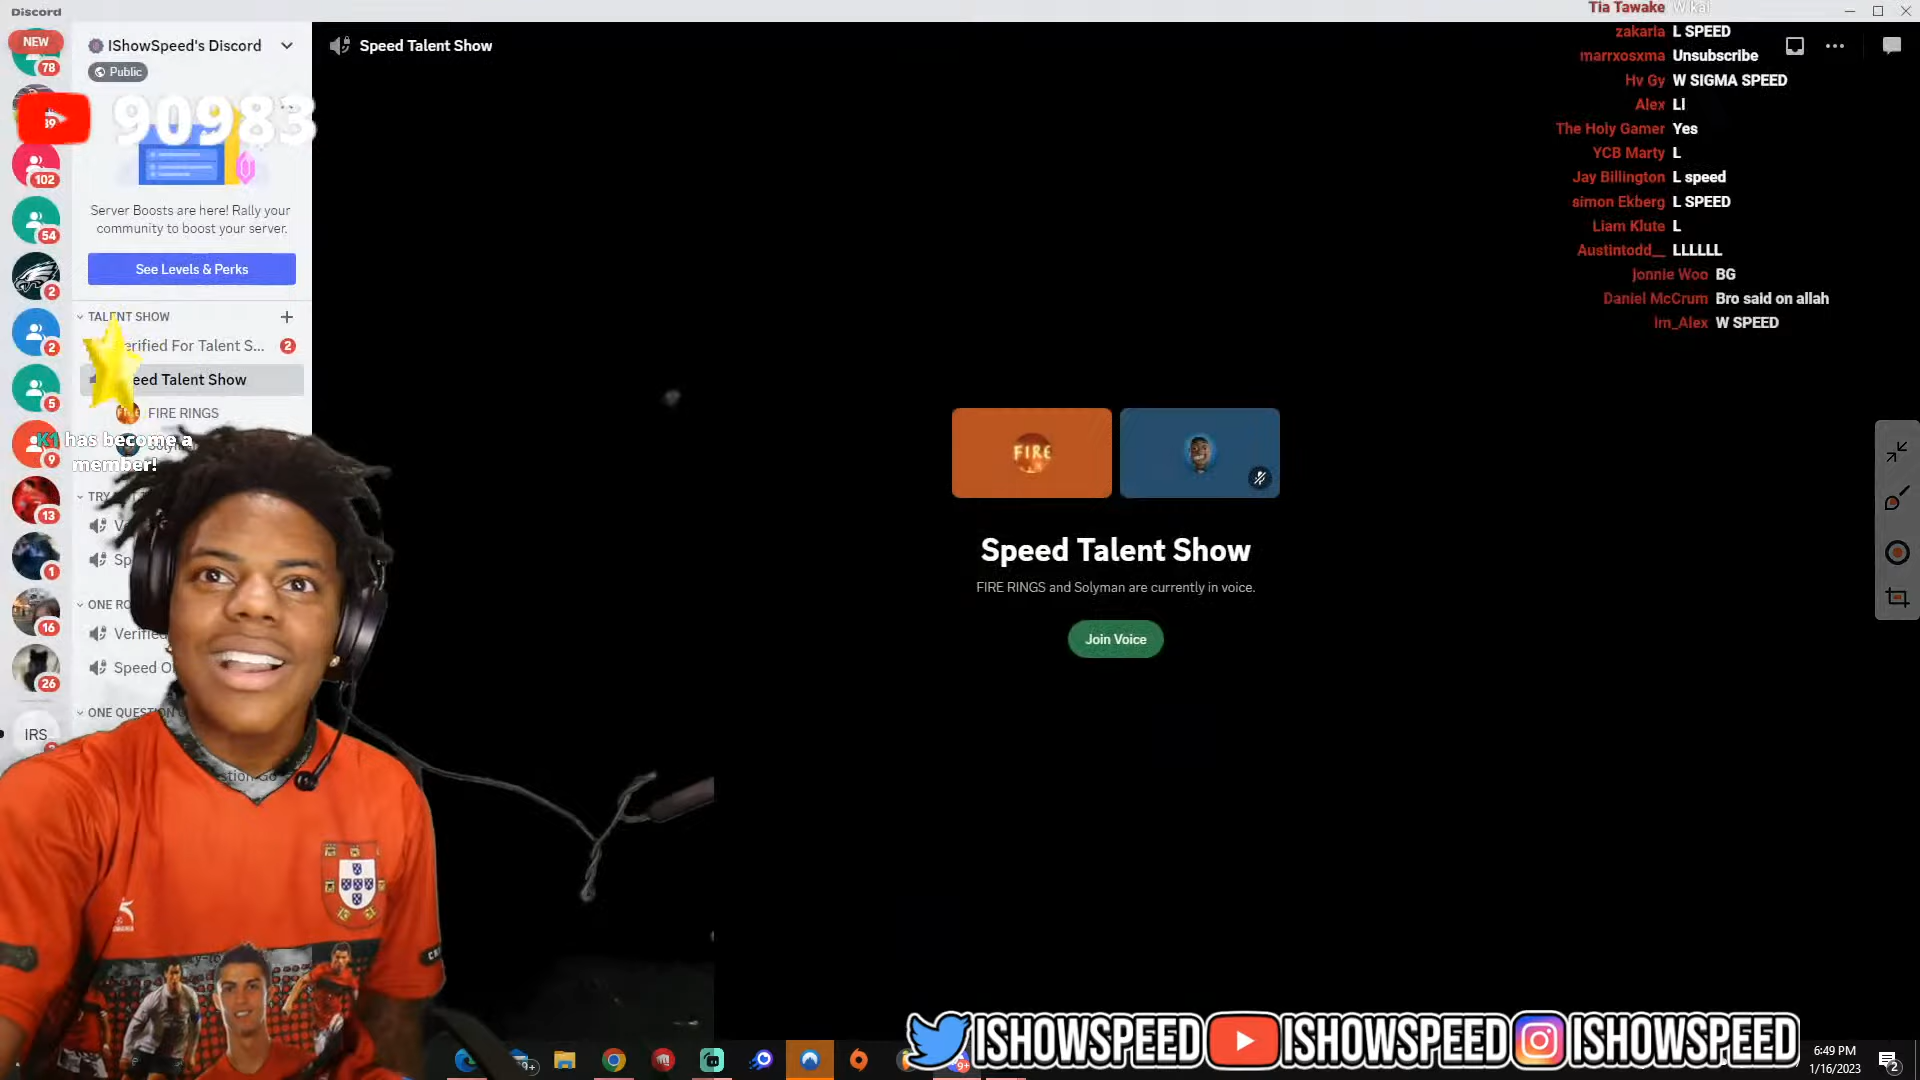 Discord
NEW
78
102
54
2
2
5
9
13
1
16
26
IRS
IShowSpeed's Discord
Public
90983
Server Boosts are here! Rally your
community to boost your server.
See Levels & Perks
TALENT SHOW
erified For Talent S... 2
eed Talent Show
FIRE RINGS
K1 has become a
member!
TRY
ONE RO
Verified
Speed O
ONE QUESTION
Speed Talent Show
FIRE
Speed Talent Show
FIRE RINGS and Solyman are currently in voice.
Join Voice
Tia Tawake W kai
zakaria L SPEED
marrxosxma Unsubscribe
Hv Gy W SIGMA SPEED
Alex Ll
The Holy Gamer Yes
YCB Marty L
Jay Billington L speed
simon Ekberg L SPEED
Liam Klute L
Austintodd__ LLLLLL
jonnie Woo BG
Daniel McCrum Bro said on allah
im_Alex W SPEED
ISHOWSPEED ISHOWSPEED ISHOWSPEED
6:49 PM
1/16/2023
2